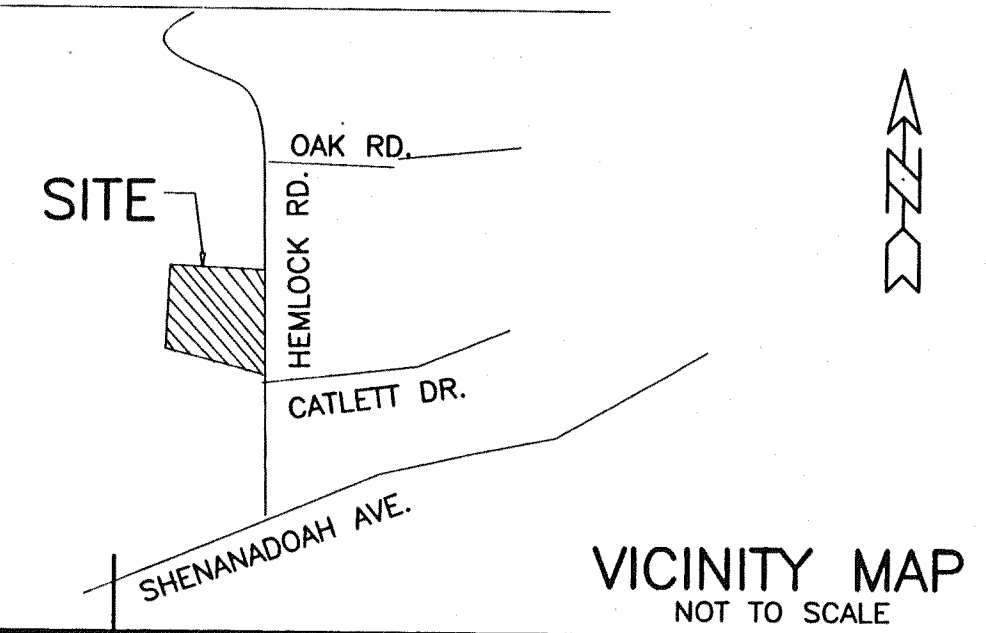 OAK RD.
SITE
HEMLOCK RD.
N
CATLETT DR.
SHENANADOAH AVE.
VICINITY MAP
NOT TO SCALE